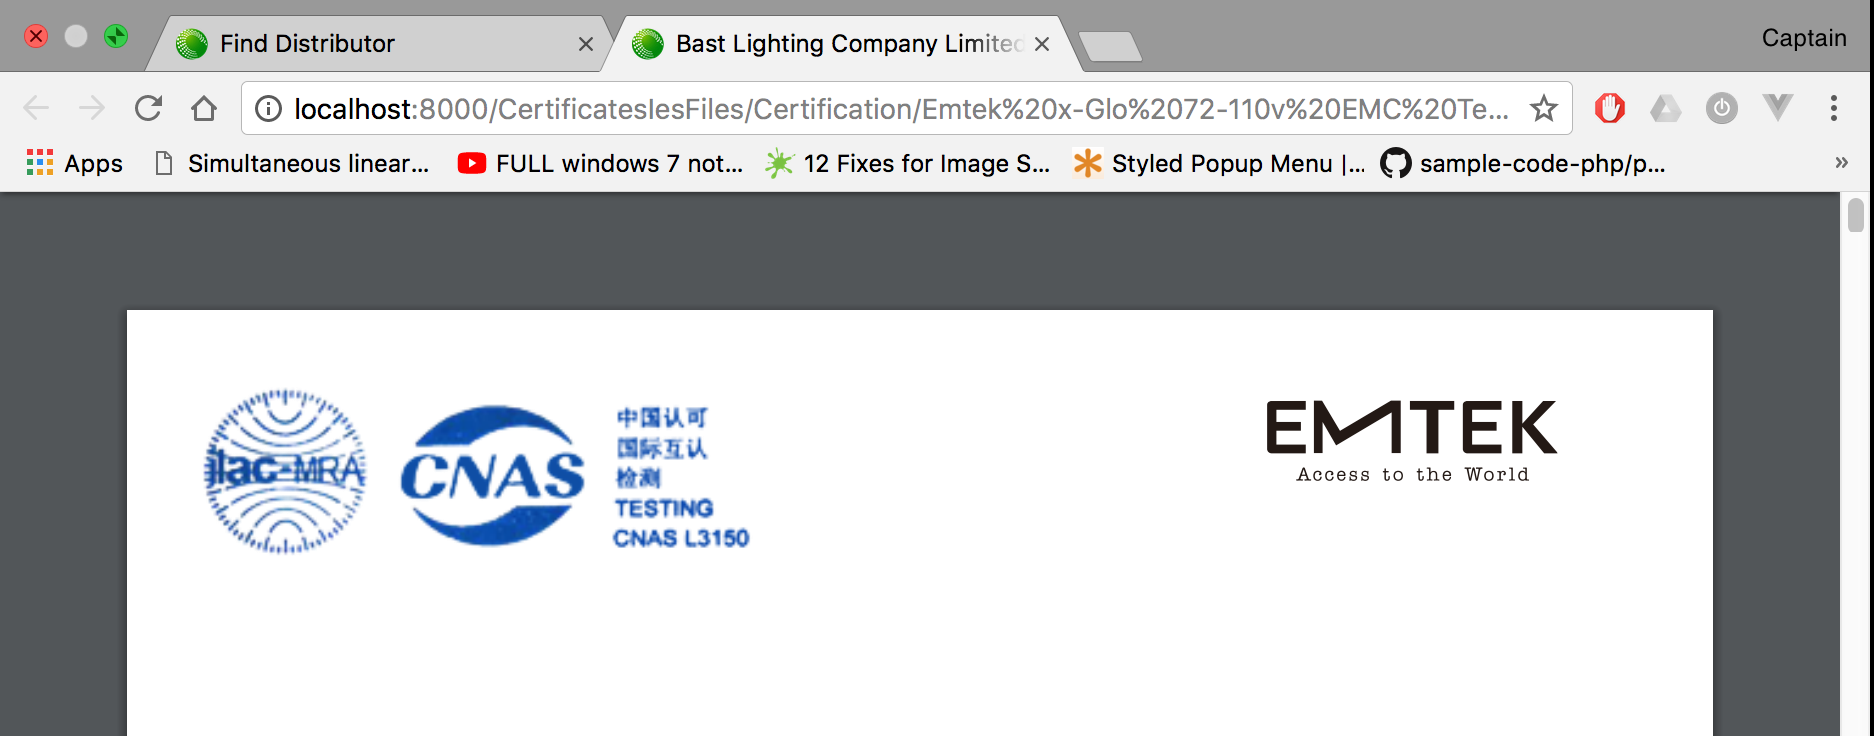 Find Distributor
Bast Lighting Company Limited
Captain
localhost:8000/CertificatesIesFiles/Certification/Emtek%20x-Glo%2072-110v%20EMC%20Te...
Apps
Simultaneous linear...
FULL windows 7 not...
12 Fixes for Image S...
Styled Popup Menu |...
sample-code-php/p...
»
ilac-MRA
CNAS
中国认可
国际互认
检测
TESTING
CNAS L3150
EMTEK
Access to the World